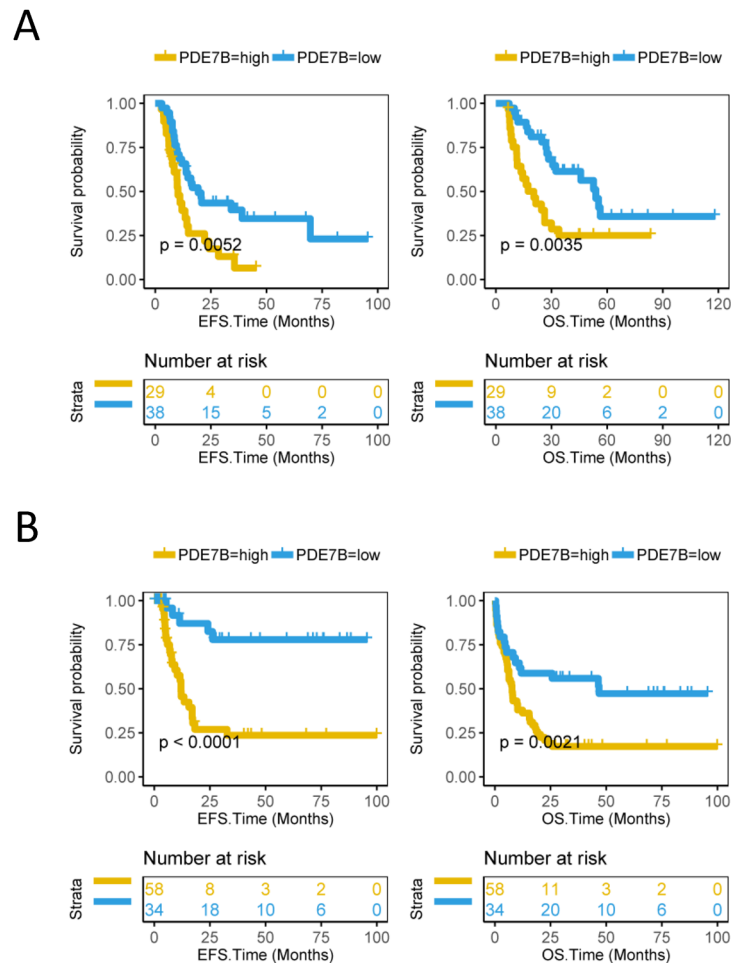 A
PDE7B=high PDE7B=low
PDE7B=high PDE7B=low
Survival probability
1.00
0.75
0.50
0.25
0.00
p = 0.0052
0 25 50 75 100
EFS.Time (Months)
Survival probability
1.00
0.75
0.50
0.25
0.00
p = 0.0035
0 30 60 90 120
OS.Time (Months)
Number at risk
Strata
29 4 0 0 0
38 15 5 2 0
0 25 50 75 100
EFS.Time (Months)
Number at risk
Strata
29 9 2 0 0
38 20 6 2 0
0 30 60 90 120
OS.Time (Months)
B
PDE7B=high PDE7B=low
PDE7B=high PDE7B=low
Survival probability
1.00
0.75
0.50
0.25
0.00
p < 0.0001
0 25 50 75 100
EFS.Time (Months)
Survival probability
1.00
0.75
0.50
0.25
0.00
p = 0.0021
0 25 50 75 100
OS.Time (Months)
Number at risk
Strata
58 8 3 2 0
34 18 10 6 0
0 25 50 75 100
EFS.Time (Months)
Number at risk
Strata
58 11 3 2 0
34 20 10 6 0
0 25 50 75 100
OS.Time (Months)